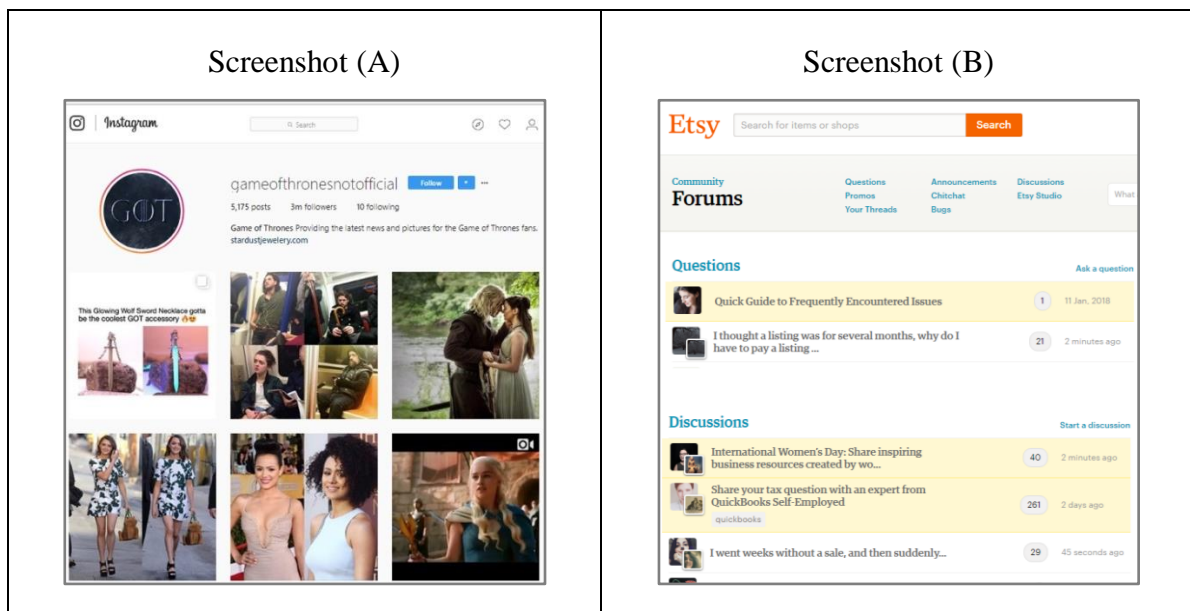 Screenshot (A)
Instagram
Search
gameofthronesnotofficial Follow
5,175 posts 3m followers 10 following
Game of Thrones Providing the latest news and pictures for the Game of Thrones fans.
stardustjewelery.com
GOT
This Glowing Wolf Sword Necklace gotta
be the coolest GOT accessory
Screenshot (B)
Etsy Search for items or shops Search
Community
Forums
Questions Announcements Discussions
Promos Chitchat Etsy Studio
Your Threads Bugs
What
Questions Ask a question
Quick Guide to Frequently Encountered Issues 1 11 Jan, 2018
I thought a listing was for several months, why do I
have to pay a listing ... 21 2 minutes ago
Discussions Start a discussion
International Women's Day: Share inspiring
business resources created by wo... 40 2 minutes ago
Share your tax question with an expert from
QuickBooks Self-Employed 261 2 days ago
quickbooks
I went weeks without a sale, and then suddenly... 29 45 seconds ago